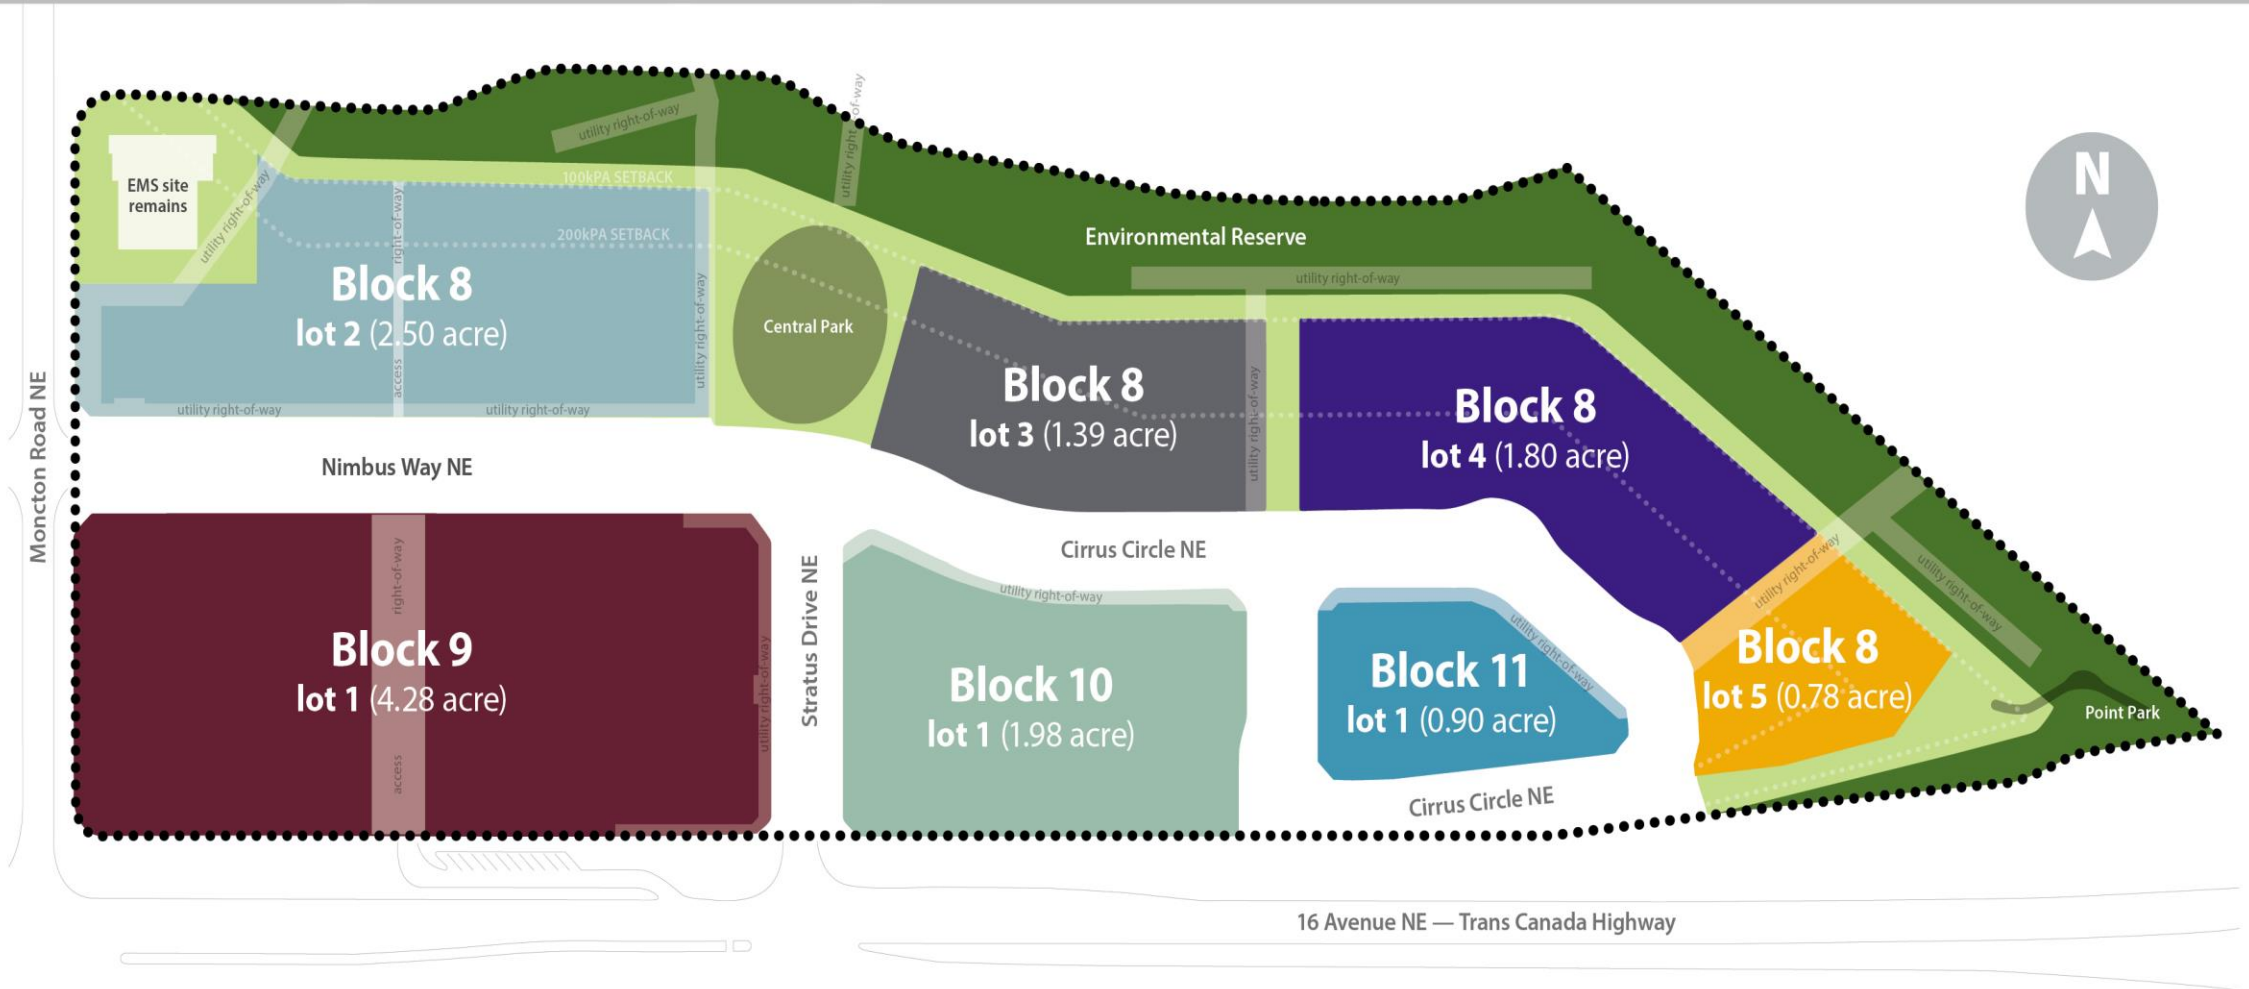 utility right-of-way
utility right-of-way
N
EMS site
remains
utility right-of-way
100kPA SETBACK
right-of-way
200kPA SETBACK
Environmental Reserve
utility right-of-way
Block 8
lot 2 (2.50 acre)
access
utility right-of-way
utility right-of-way
utility right-of-way
Central Park
Block 8
lot 3 (1.39 acre)
utility right-of-way
Block 8
lot 4 (1.80 acre)
Moncton Road NE
Nimbus Way NE
Cirrus Circle NE
utility right-of-way
utility right-of-way
right-of-way
Block 9
lot 1 (4.28 acre)
access
utility right-of-way
Stratus Drive NE
utility right-of-way
Block 10
lot 1 (1.98 acre)
utility right-of-way
Block 11
lot 1 (0.90 acre)
Block 8
lot 5 (0.78 acre)
Point Park
Cirrus Circle NE
16 Avenue NE — Trans Canada Highway